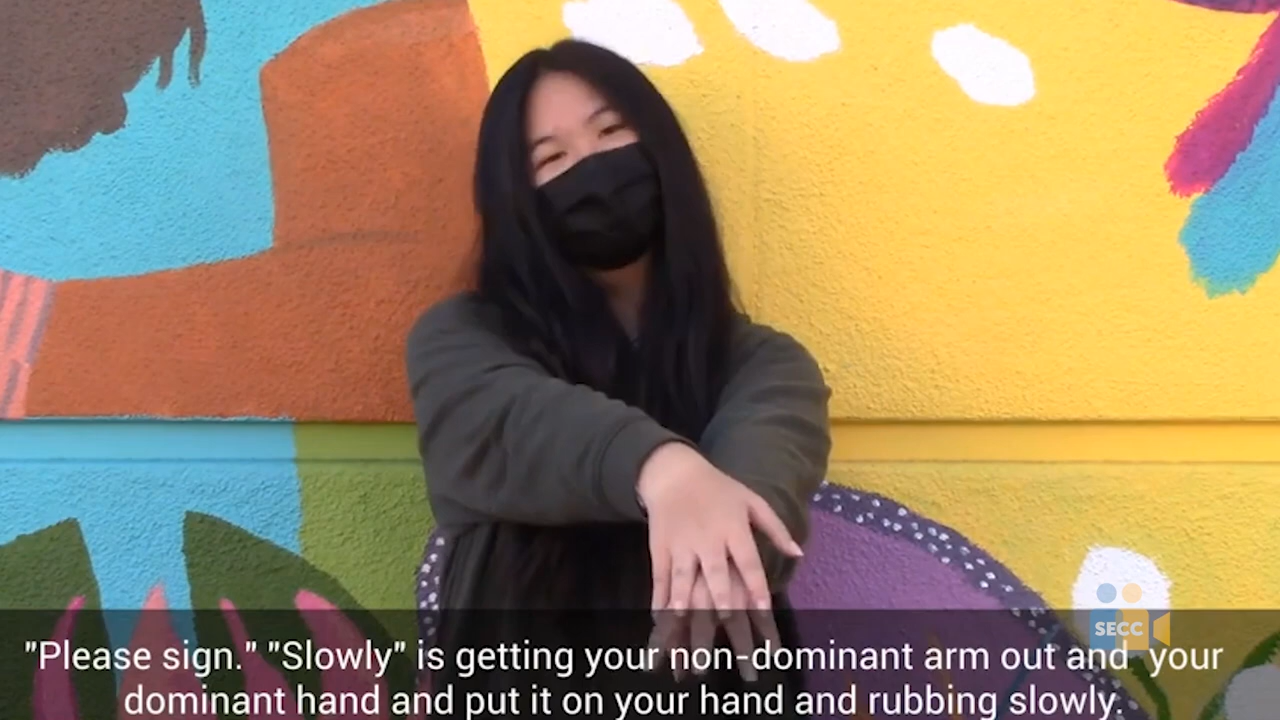 SECC
"Please sign." "Slowly" is getting your non-dominant arm out and  your
dominant hand and put it on your hand and rubbing slowly.